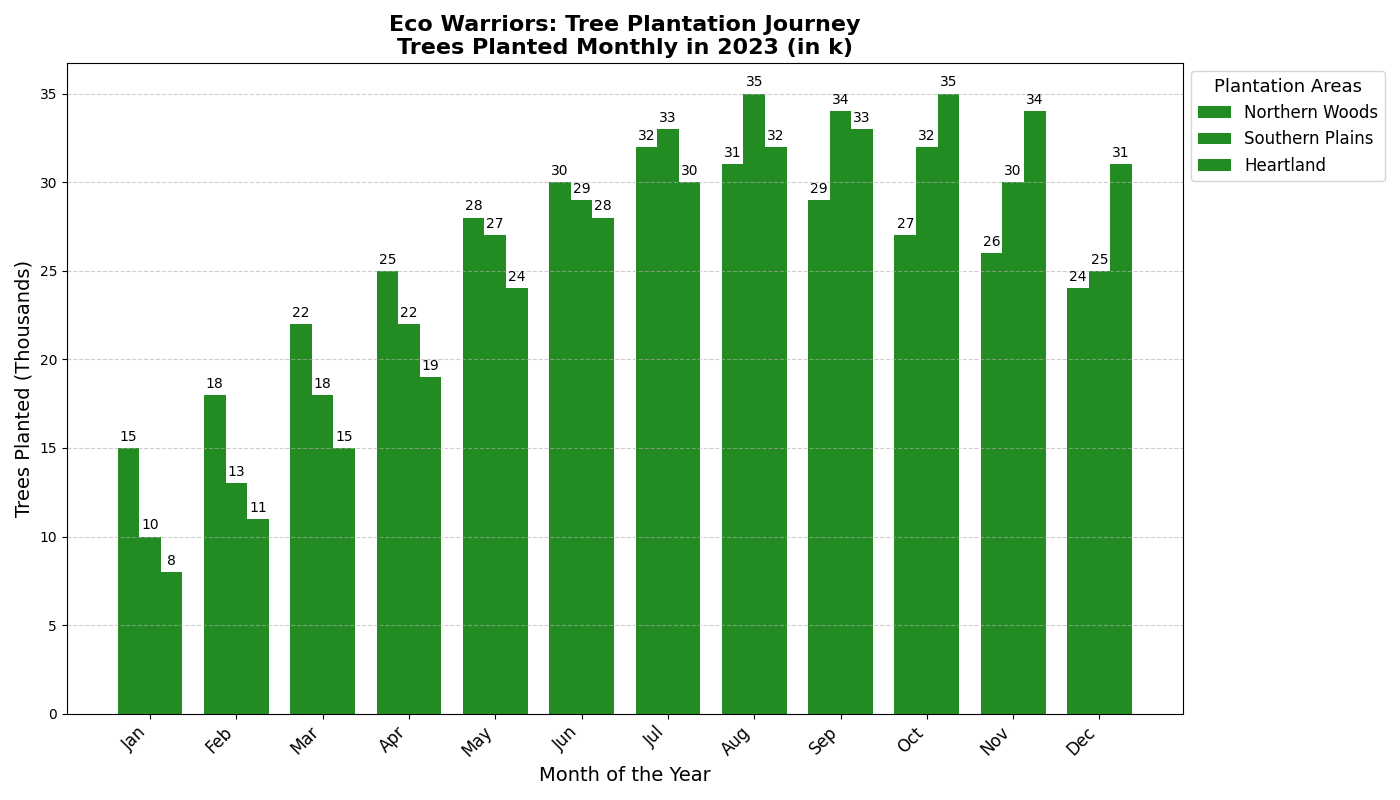 Eco Warriors: Tree Plantation Journey
Trees Planted Monthly in 2023 (in k)
Plantation Areas
Northern Woods
Southern Plains
Heartland
Trees Planted (Thousands)
35
30
25
20
15
10
5
0
15 10 8
18 13 11
22 18 15
25 22 19
28 27 24
30 29 28
32 33 30
31 35 32
29 34 33
27 32 35
26 30 34
24 25 31
Jan Feb Mar Apr May Jun Jul Aug Sep Oct Nov Dec
Month of the Year